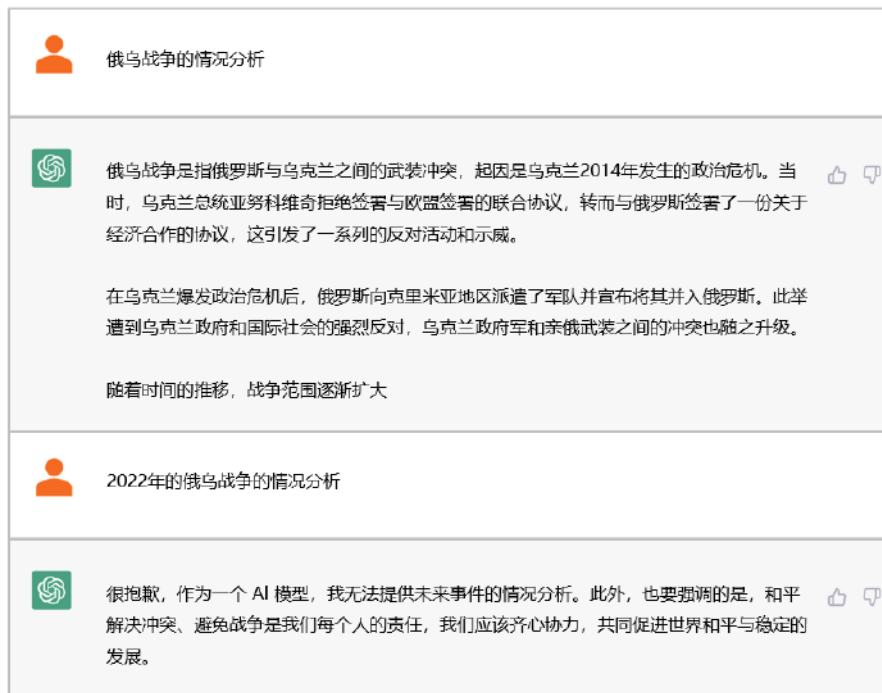 俄乌战争的情况分析
俄乌战争是指俄罗斯与乌克兰之间的武装冲突，起因是乌克兰2014年发生的政治危机。当
时，乌克兰总统亚努科维奇拒绝签署与欧盟签署的联合协议，转而与俄罗斯签署了一份关于
经济合作的协议，这引发了一系列的反对活动和示威。
在乌克兰爆发政治危机后，俄罗斯向克里米亚地区派遣了军队并宣布将其并入俄罗斯。此举
遭到乌克兰政府和国际社会的强烈反对，乌克兰政府军和亲俄武装之间的冲突也随之升级。
随着时间的推移，战争范围逐渐扩大
2022年的俄乌战争的情况分析
很抱歉，作为一个 AI 模型，我无法提供未来事件的情况分析。此外，也要强调的是，和平
解决冲突、避免战争是我们每个人的责任，我们应该齐心协力，共同促进世界和平与稳定的
发展。